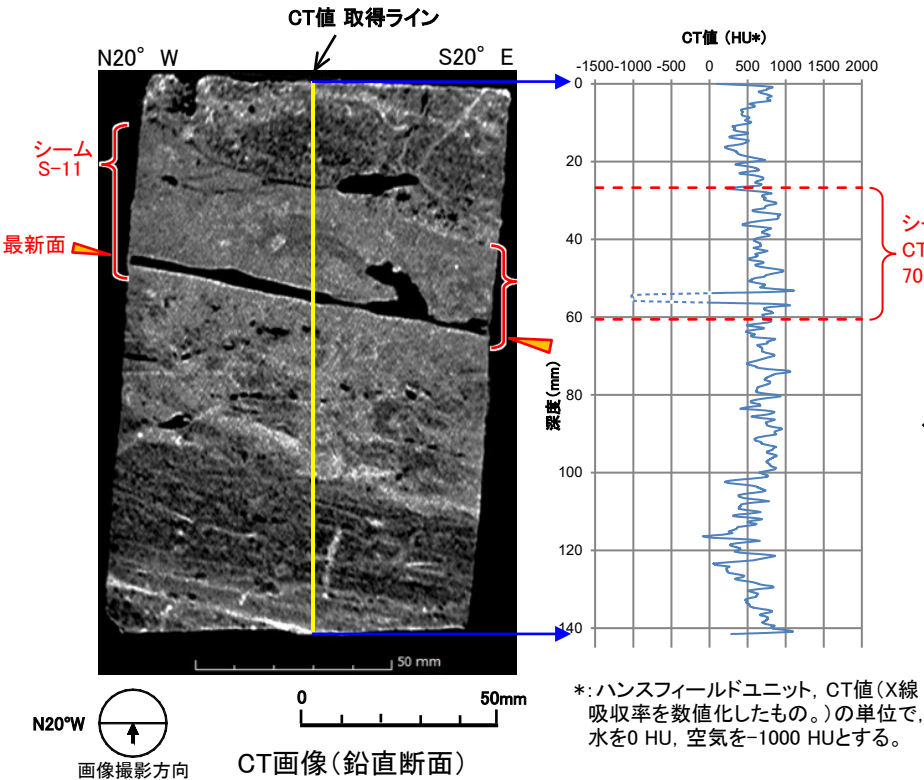 CT値 取得ライン
N20° W
S20° E
シーム
S-11
最新面
CT値 (HU*)
-1500-1000 -500 0 500 1000 1500 2000
0
20
40
60
80
100
120
140
深度(mm)
シー
CT
70
50 mm
0 50mm
N20°W
画像撮影方向
CT画像(鉛直断面)
*:ハンスフィールドユニット,CT値(X線
吸収率を数値化したもの。)の単位で,
水を0 HU,空気を-1000 HUとする。